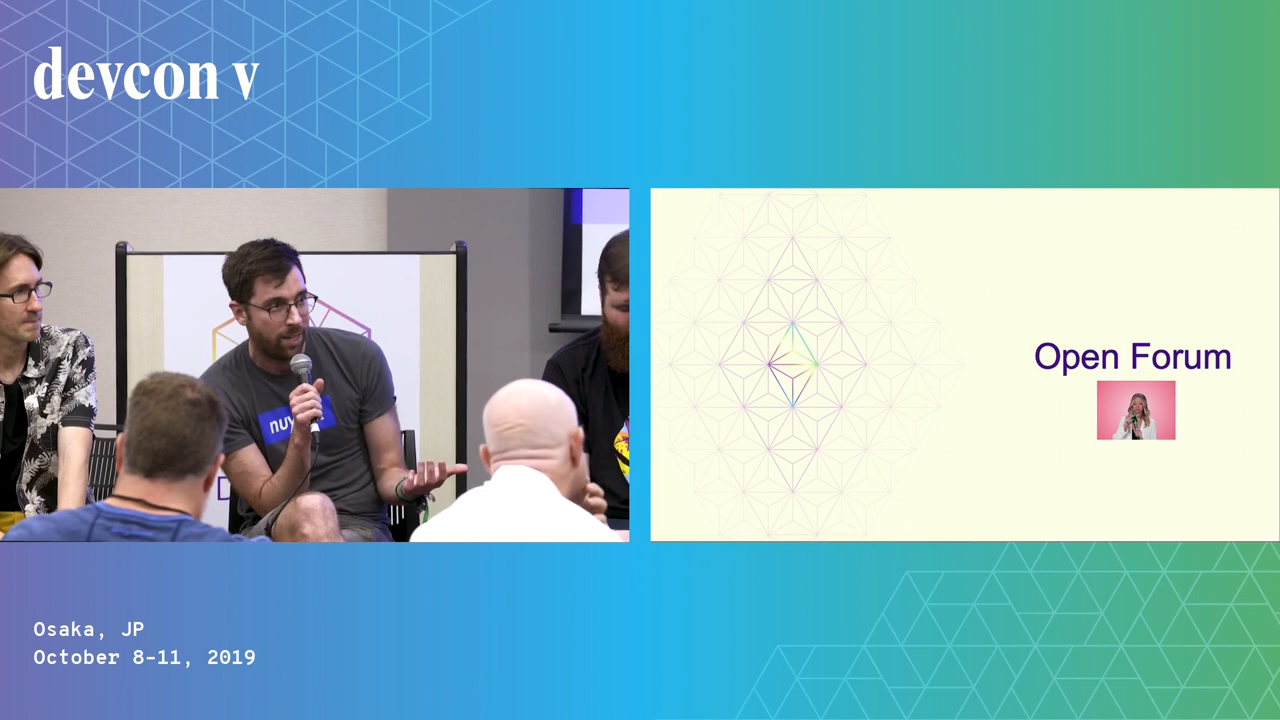 devcon v
Open Forum
Osaka, JP
October 8-11, 2019